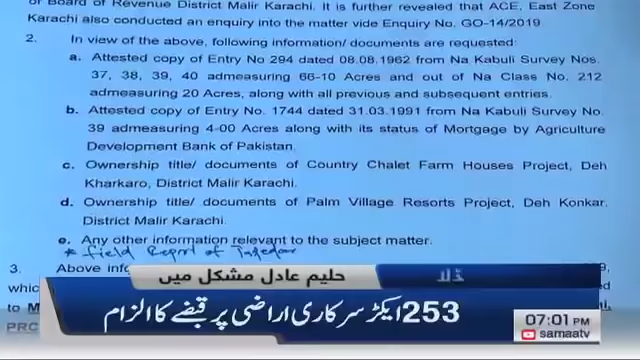 of Board of Revenue District Malir Karachi. It is further revealed that ACE, East Zone
Karachi also conducted an enquiry into the matter vide Enquiry No. GO-14/2019
2. In view of the above, following information/ documents are requested:
a. Attested copy of Entry No 294 dated 08.08.1962 from Na Kabuli Survey Nos.
37, 38, 39, 40 admeasuring 66-10 Acres and out of Na Class No. 212
admeasuring 20 Acres, along with all previous and subsequent entries.
b. Attested copy of Entry No. 1744 dated 31.03.1991 from Na Kabuli Survey No.
39 admeasuring 4-00 Acres along with its status of Mortgage by Agriculture
Development Bank of Pakistan.
c. Ownership title/ documents of Country Chalet Farm Houses Project, Deh
Kharkaro, District Malir Karachi.
d. Ownership title/ documents of Palm Village Resorts Project, Deh Konkar,
District Malir Karachi.
e. Any other information relevant to the subject matter.
* field Report of
3. Above
which
to
PRC
حلیم عادل مشکل میں
253 ایکڑ سرکاری اراضی پر قبضے کا الزام
07:01 PM
samaatv